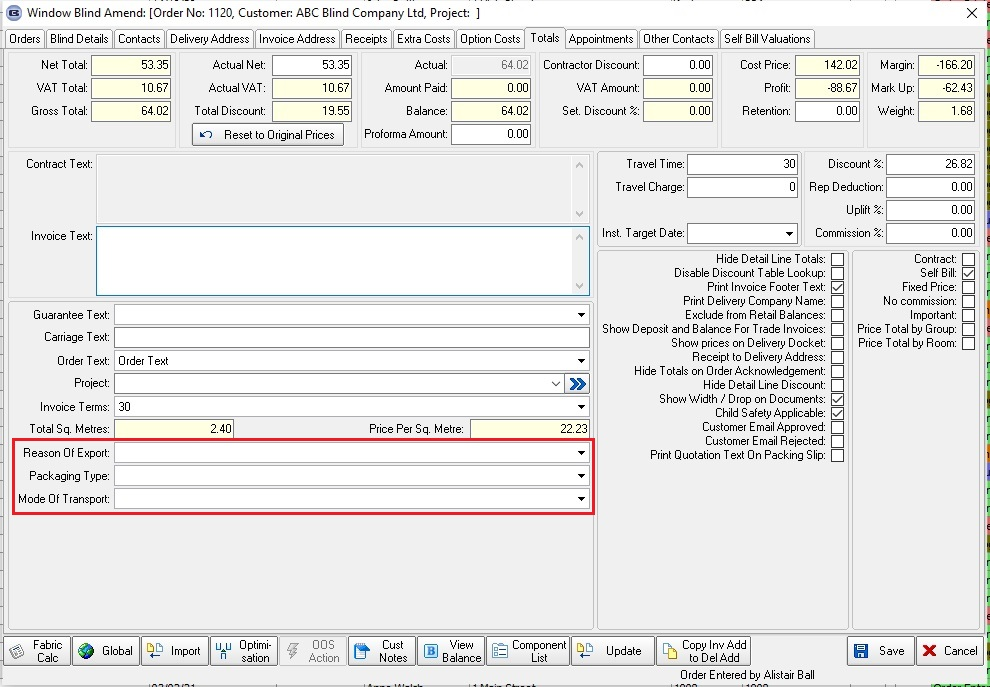 Window Blind Amend: [Order No: 1120, Customer: ABC Blind Company Ltd, Project: ]
Orders Blind Details Contacts Delivery Address Invoice Address Receipts Extra Costs Option Costs Totals Appointments Other Contacts Self Bill Valuations
Net Total: 53.35 Actual Net: 53.35 Actual: 64.02 Contractor Discount: 0.00 Cost Price: 142.02 Margin: -166.20
VAT Total: 10.67 Actual VAT: 10.67 Amount Paid: 0.00 VAT Amount: 0.00 Profit: -88.67 Mark Up: -62.43
Gross Total: 64.02 Total Discount: 19.55 Balance: 64.02 Set. Discount %: 0.00 Retention: 0.00 Weight: 1.68
Reset to Original Prices Proforma Amount: 0.00
Contract Text:
Invoice Text:
Travel Time: 30
Travel Charge: 0
Inst. Target Date:
Discount %: 26.82
Rep Deduction: 0.00
Uplift %: 0.00
Commission %: 0.00
Guarantee Text:
Carriage Text:
Order Text: Order Text
Project:
Invoice Terms: 30
Total Sq. Metres: 2.40 Price Per Sq. Metre: 22.23
Reason Of Export:
Packaging Type:
Mode Of Transport:
Hide Detail Line Totals:
Disable Discount Table Lookup:
Print Invoice Footer Text:
Print Delivery Company Name:
Exclude from Retail Balances:
Show Deposit and Balance For Trade Invoices:
Show prices on Delivery Docket:
Receipt to Delivery Address:
Hide Totals on Order Acknowledgement:
Hide Detail Line Discount:
Show Width / Drop on Documents:
Child Safety Applicable:
Customer Email Approved:
Customer Email Rejected:
Print Quotation Text On Packing Slip:
Contract:
Self Bill:
Fixed Price:
No commission:
Important:
Price Total by Group:
Price Total by Room:
Fabric
Calc
Global
Import
Optimi-
sation
OOS
Action
Cust
Notes
View
Balance
Component
List
Update
Copy Inv Add
to Del Add
Save
Cancel
Order Entered by Alistair Ball